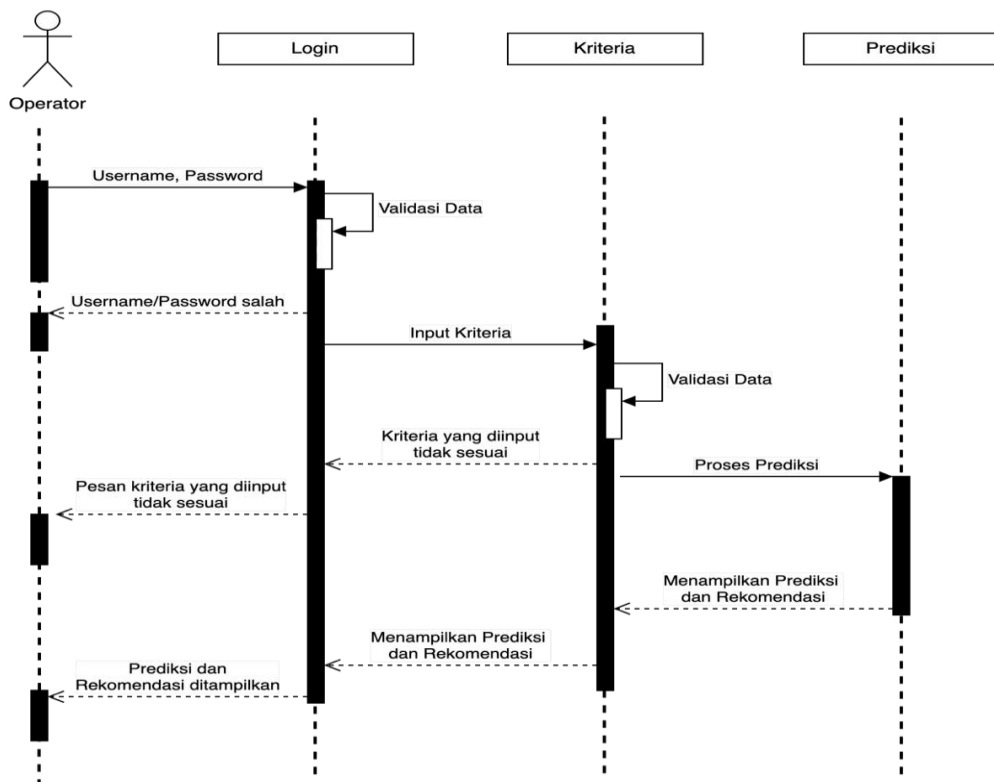 Login
Kriteria
Prediksi
Operator
Username, Password
Validasi Data
Username/Password salah
Input Kriteria
Validasi Data
Kriteria yang diinput
tidak sesuai
Proses Prediksi
Pesan kriteria yang diinput
tidak sesuai
Menampilkan Prediksi
dan Rekomendasi
Menampilkan Prediksi
dan Rekomendasi
Prediksi dan
Rekomendasi ditampilkan